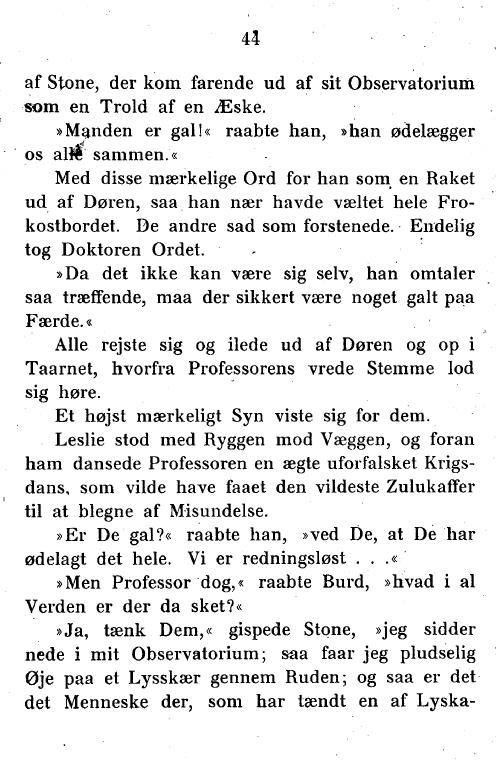 44
af Stone, der kom farende ud af sit Observatorium
som en Trold af en Æske.
»Manden er gal!« raabte han, »han ødelægger
os alle sammen.«
Med disse mærkelige Ord for han som en Raket
ud af Døren, saa han nær havde væltet hele Fro-
kostbordet. De andre sad som forstenede. Endelig
tog Doktoren Ordet.
»Da det ikke kan være sig selv, han omtaler
saa træffende, maa der sikkert være noget galt paa
Færde.«
Alle rejste sig og ilede ud af Døren og op i
Taarnet, hvorfra Professorens vrede Stemme lod
sig høre.
Et højst mærkeligt Syn viste sig for dem.
Leslie stod med Ryggen mod Væggen, og foran
ham dansede Professoren en ægte uforfalsket Krigs-
dans, som vilde have faaet den vildeste Zulukaffer
til at blegne af Misundelse.
»Er De gal?« raabte han, »ved De, at De har
ødelagt det hele. Vi er redningsløst . . .«
»Men Professor dog,« raabte Burd, »hvad i al
Verden er der da sket?«
»Ja, tænk Dem,« gispede Stone, »jeg sidder
nede i mit Observatorium; saa faar jeg pludselig
Øje paa et Lysskær gennem Ruden; og saa er det
det Menneske der, som har tændt en af Lyska-